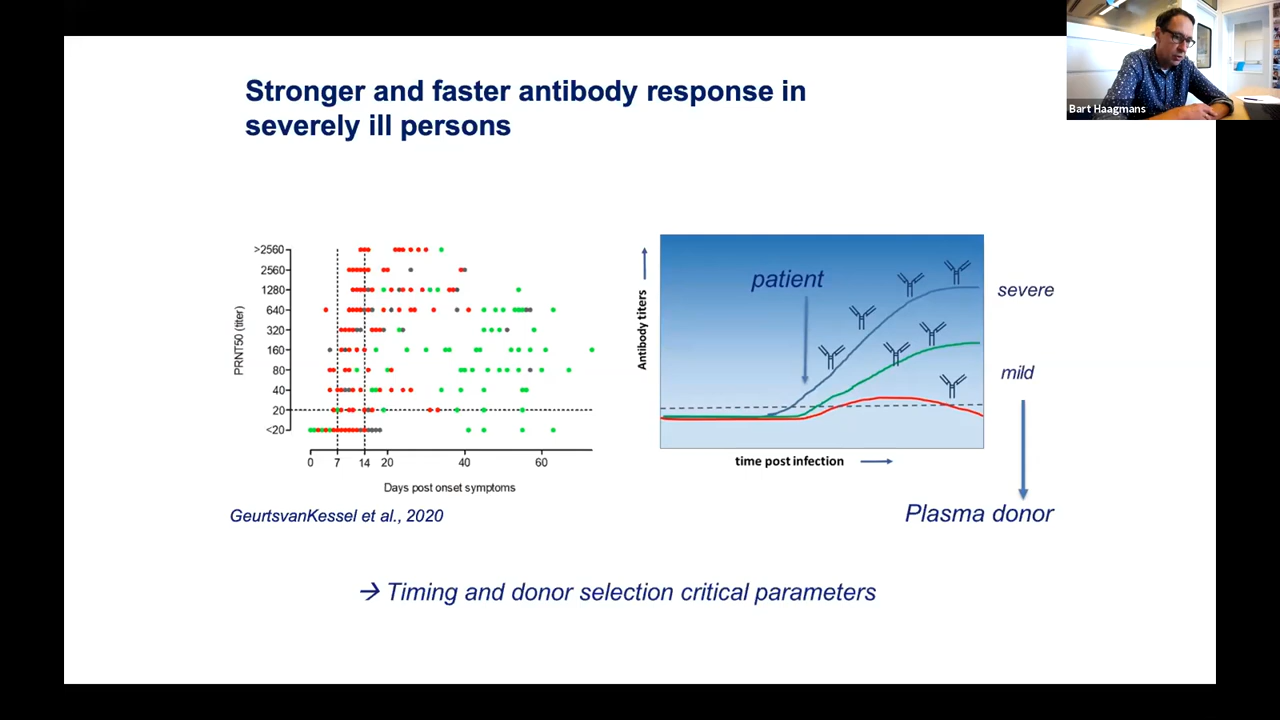 Bart Haagmans
Stronger and faster antibody response in
severely ill persons
PRNT50 (titer)
>2560
2560
1280
640
320
160
80
40
20
<20
0 7 14 20 40 60
Days post onset symptoms
GeurtsvanKessel et al., 2020
Antibody titers
patient
severe
mild
time post infection
Plasma donor
→ Timing and donor selection critical parameters